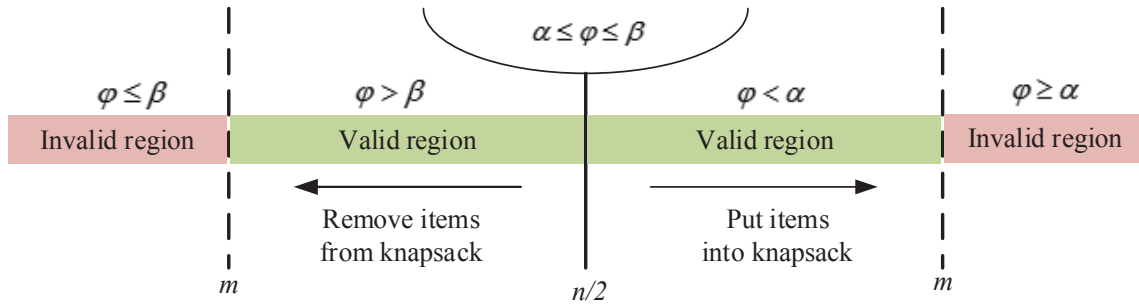 α ≤ φ ≤ β
φ ≤ β
φ > β
φ < α
φ ≥ α
Invalid region
Valid region
Valid region
Invalid region
Remove items
from knapsack
Put items
into knapsack
m
n/2
m